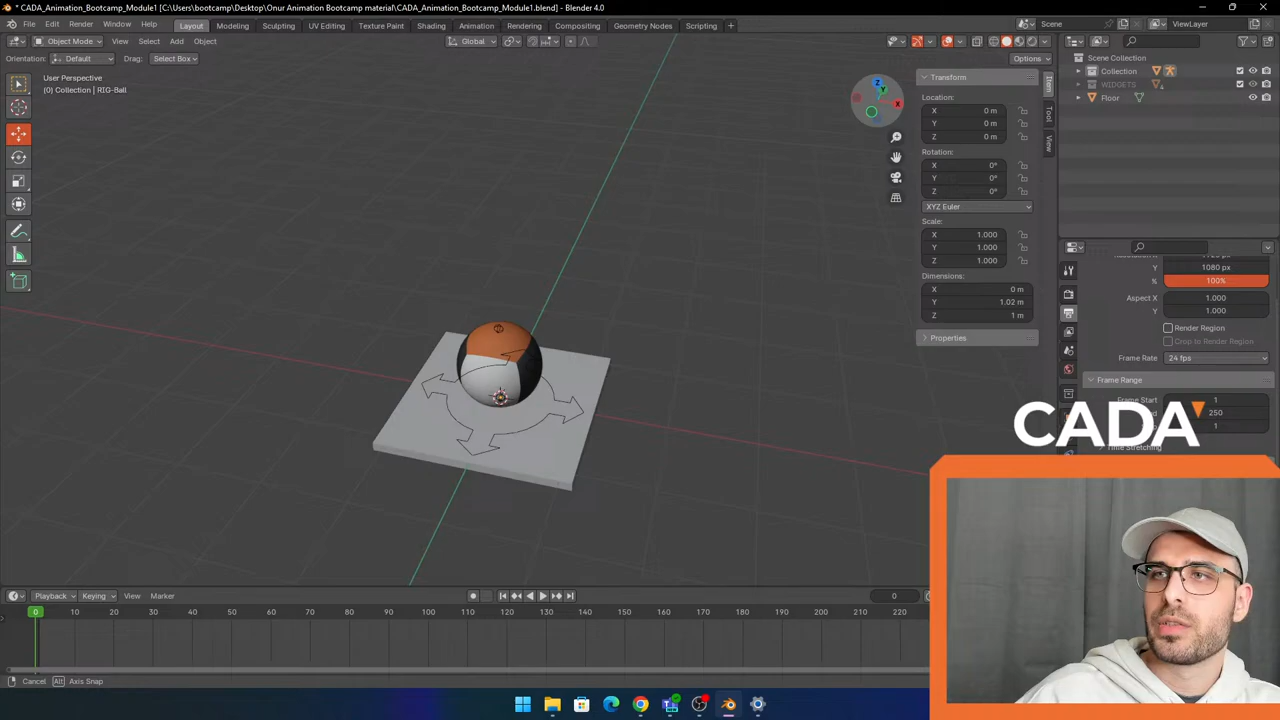 * CADA_Animation_Bootcamp_Module1 [C:\Users\bootcamp\Desktop\Onur Animation Bootcamp material\CADA_Animation_Bootcamp_Module1.blend] - Blender 4.0
File Edit Render Window Help Layout Modeling Sculpting UV Editing Texture Paint Shading Animation Rendering Compositing Geometry Nodes Scripting + Scene ViewLayer
Object Mode View Select Add Object Global
Orientation: Default Drag: Select Box Options
User Perspective
(0) Collection | RIG-Ball
Z
Y
X
Transform
Location:
X 0 m
Y 0 m
Z 0 m
Rotation:
X 0°
Y 0°
Z 0°
XYZ Euler
Scale:
X 1.000
Y 1.000
Z 1.000
Dimensions:
X 0 m
Y 1.02 m
Z 1 m
Properties
Item
Tool
View
Scene Collection
Collection
WIDGETS
Floor
Y 1080 px
% 100%
Aspect X 1.000
Y 1.000
Render Region
Crop to Render Region
Frame Rate 24 fps
Frame Range
Frame Start 1
250
1
CADA
Playback Keying View Marker 0
0 10 20 30 40 50 60 70 80 90 100 110 120 130 140 150 160 170 180 190 200 210 220
Cancel Alt Axis Snap